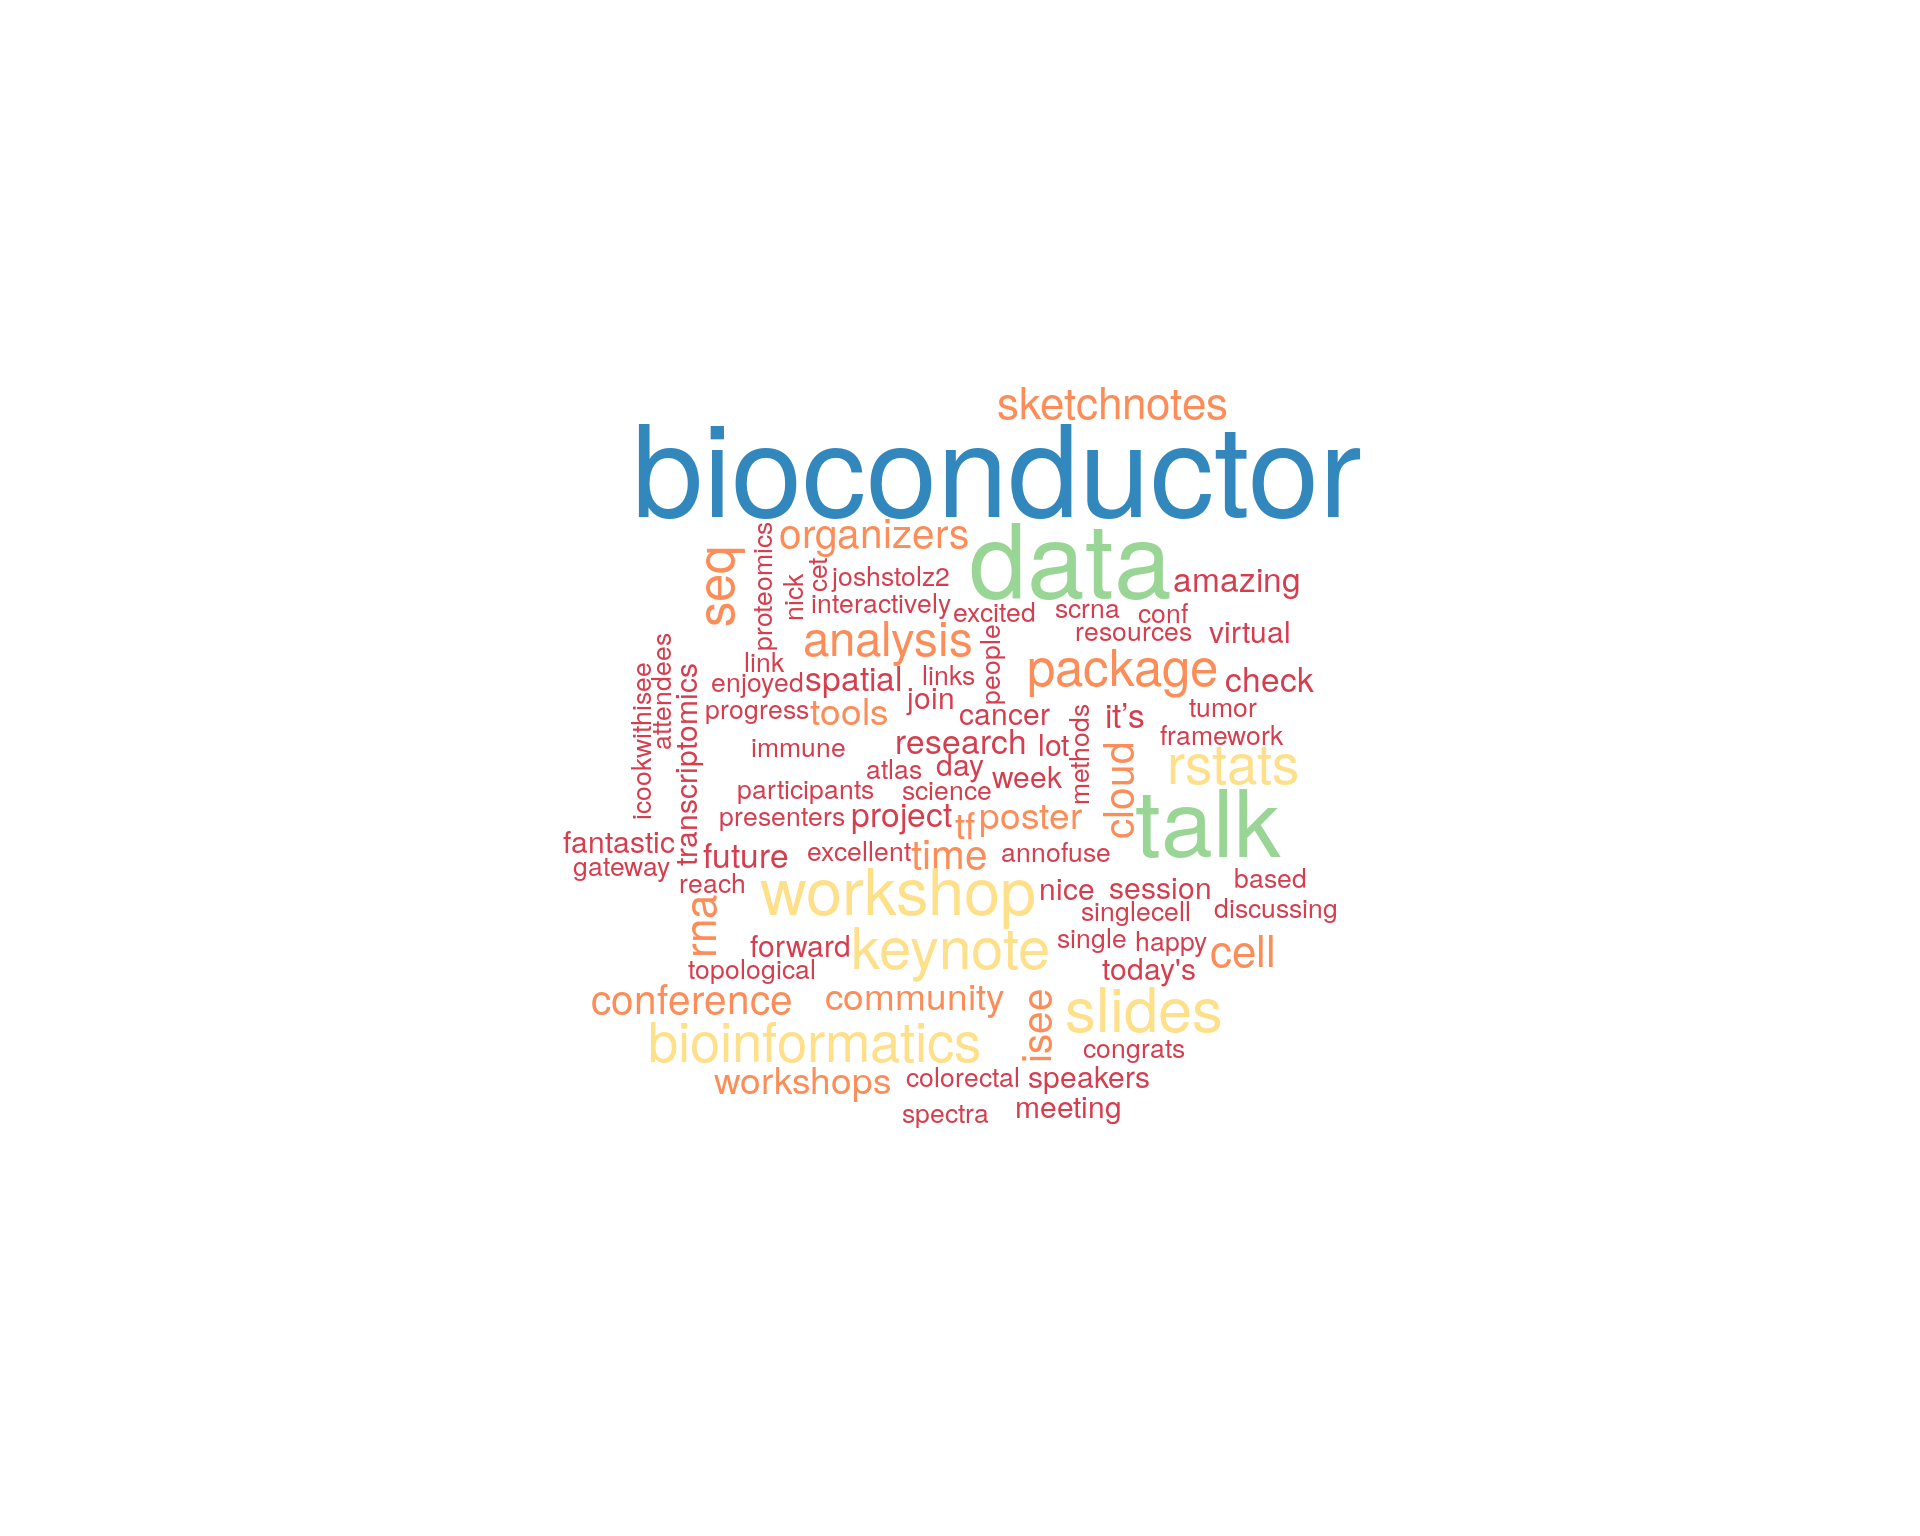 sketchnotes
bioconductor
organizers
data
seq
proteomics
nick
cet
joshstolz2
amazing
interactively
excited
scrna
conf
analysis
people
resources
virtual
link
links
package
check
enjoyed
spatial
icookwithisee
attendees
transcriptomics
progress
tools
join
cancer
methods
it’s
tumor
immune
research
lot
framework
atlas
day
week
cloud
rstats
participants
science
presenters
project
tf
poster
talk
fantastic
gateway
future
excellent
time
annofuse
reach
workshop
nice
session
based
rna
singlecell
discussing
forward
keynote
single
happy
cell
topological
today's
conference
community
isee
slides
bioinformatics
congrats
workshops
colorectal
speakers
spectra
meeting